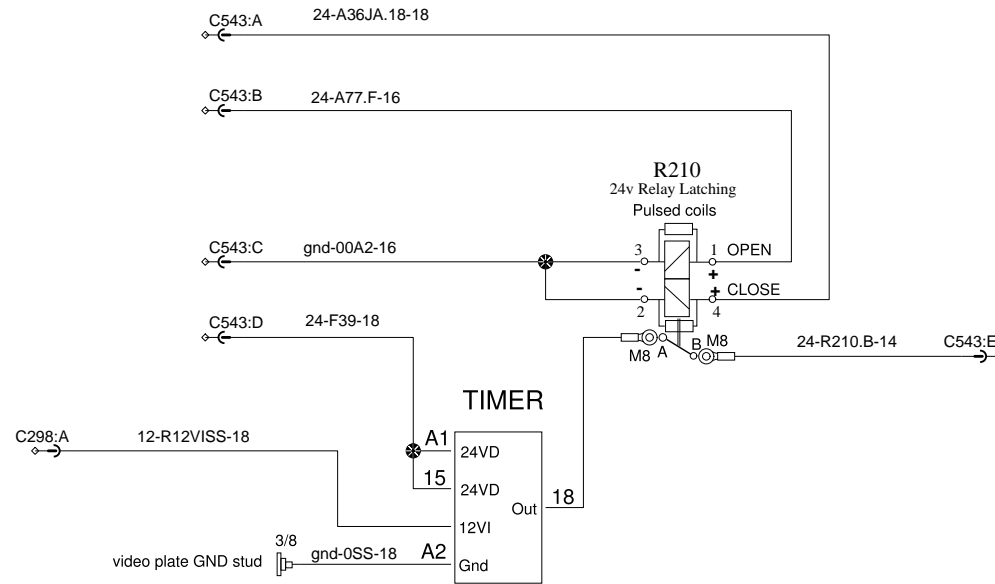 C543:A 24-A36JA.18-18
C543:B 24-A77.F-16
R210
24v Relay Latching
Pulsed coils
C543:C gnd-00A2-16 3 1 OPEN
- +
- + CLOSE
2 4
C543:D 24-F39-18
M8 A B M8 24-R210.B-14 C543:E
TIMER
C298:A 12-R12VISS-18 A1 24VD
15 24VD
Out 18
12VI
3/8
video plate GND stud gnd-0SS-18 A2 Gnd